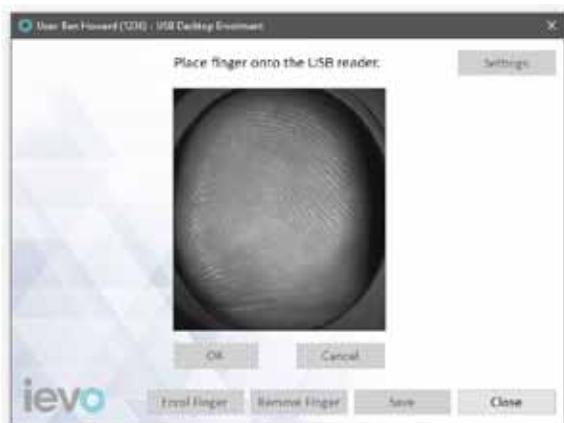 User Ben Howard (1234) - USB Desktop Enrolment
Place finger onto the USB reader.
Settings
OK
Cancel
ievo
Enrol Finger
Remove Finger
Save
Close